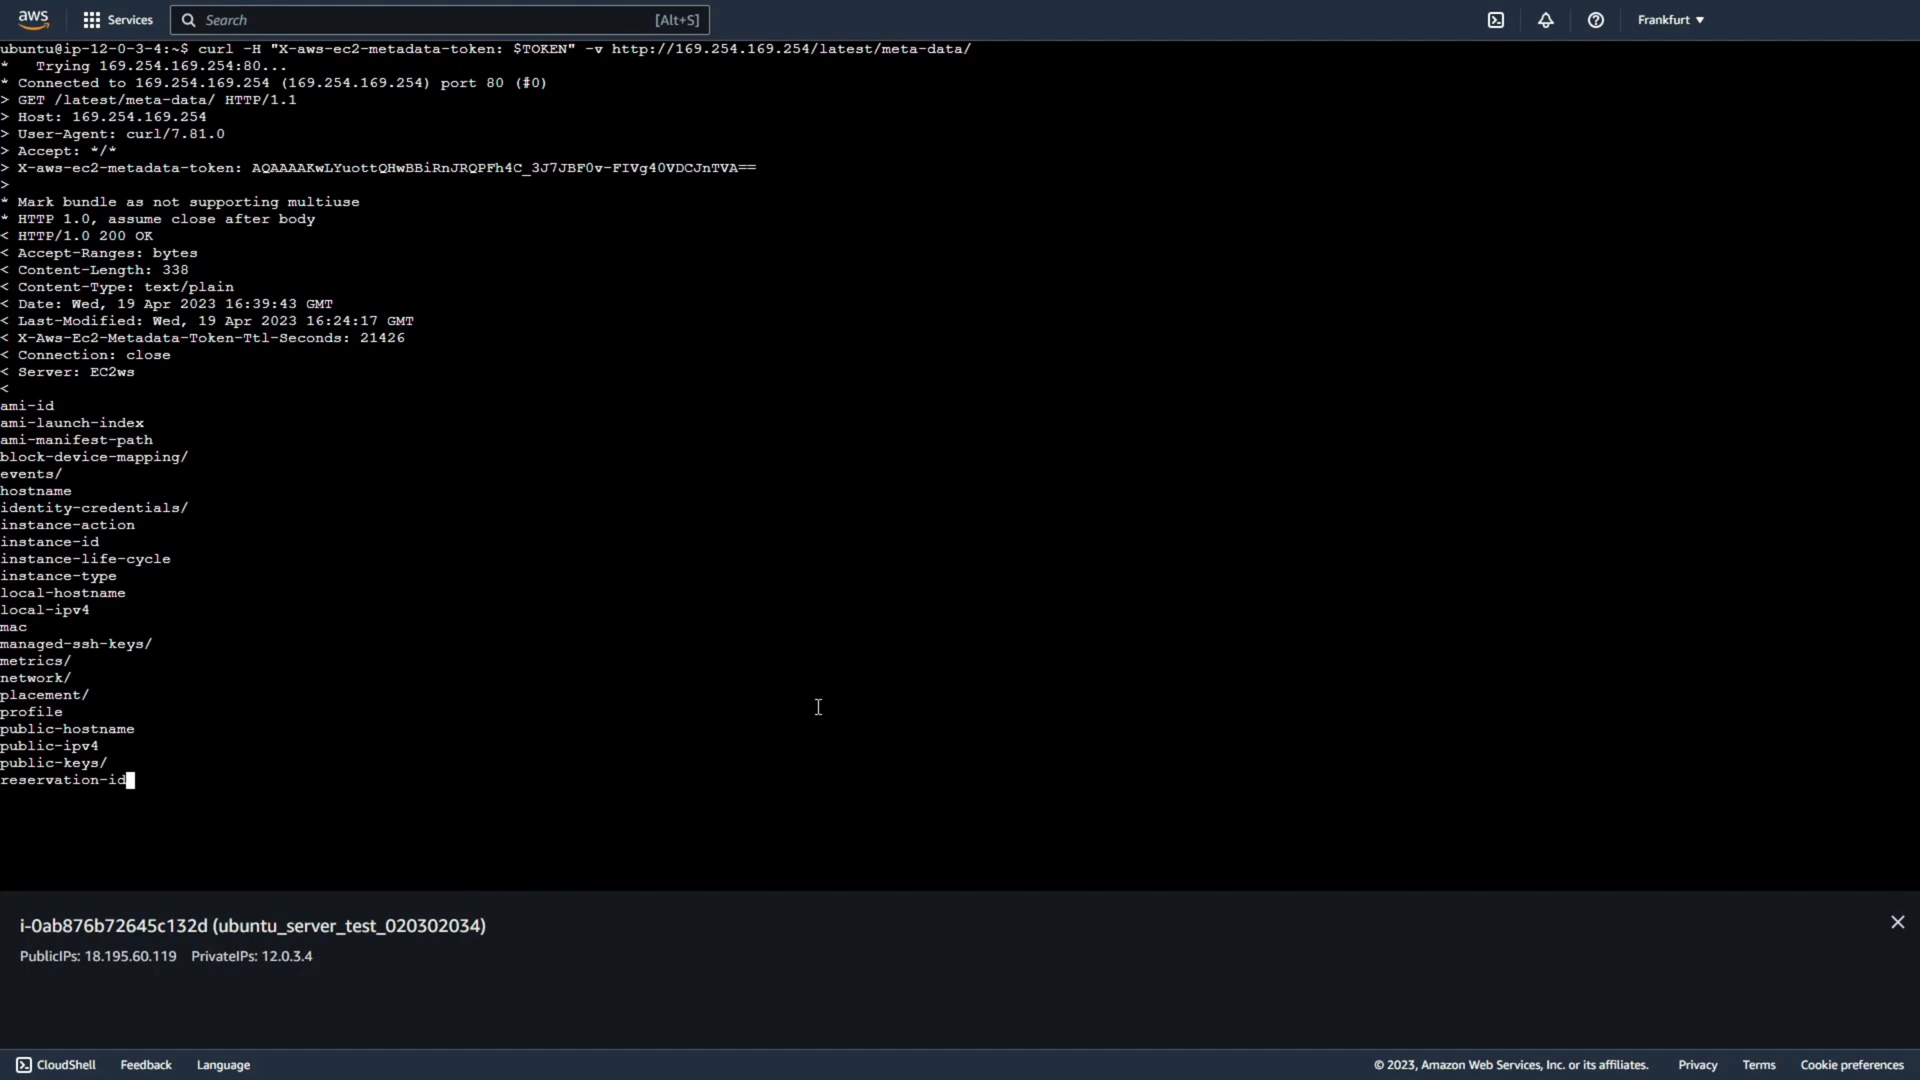 aws
Services
Search
[Alt+S]
Frankfurt ▼
ubuntu@ip-12-0-3-4:~$ curl -H "X-aws-ec2-metadata-token: $TOKEN" -v http://169.254.169.254/latest/meta-data/
*   Trying 169.254.169.254:80...
* Connected to 169.254.169.254 (169.254.169.254) port 80 (#0)
> GET /latest/meta-data/ HTTP/1.1
> Host: 169.254.169.254
> User-Agent: curl/7.81.0
> Accept: */*
> X-aws-ec2-metadata-token: AQAAAAKwLYuottQHwBBiRnJRQPFh4C_3J7JBF0v-FIVg40VDCJnTVA==
>
* Mark bundle as not supporting multiuse
* HTTP 1.0, assume close after body
< HTTP/1.0 200 OK
< Accept-Ranges: bytes
< Content-Length: 338
< Content-Type: text/plain
< Date: Wed, 19 Apr 2023 16:39:43 GMT
< Last-Modified: Wed, 19 Apr 2023 16:24:17 GMT
< X-Aws-Ec2-Metadata-Token-Ttl-Seconds: 21426
< Connection: close
< Server: EC2ws
<
ami-id
ami-launch-index
ami-manifest-path
block-device-mapping/
events/
hostname
identity-credentials/
instance-action
instance-id
instance-life-cycle
instance-type
local-hostname
local-ipv4
mac
managed-ssh-keys/
metrics/
network/
placement/
profile
public-hostname
public-ipv4
public-keys/
reservation-id
i-0ab876b72645c132d (ubuntu_server_test_020302034)
PublicIPs: 18.195.60.119   PrivateIPs: 12.0.3.4
CloudShell
Feedback
Language
© 2023, Amazon Web Services, Inc. or its affiliates.
Privacy
Terms
Cookie preferences